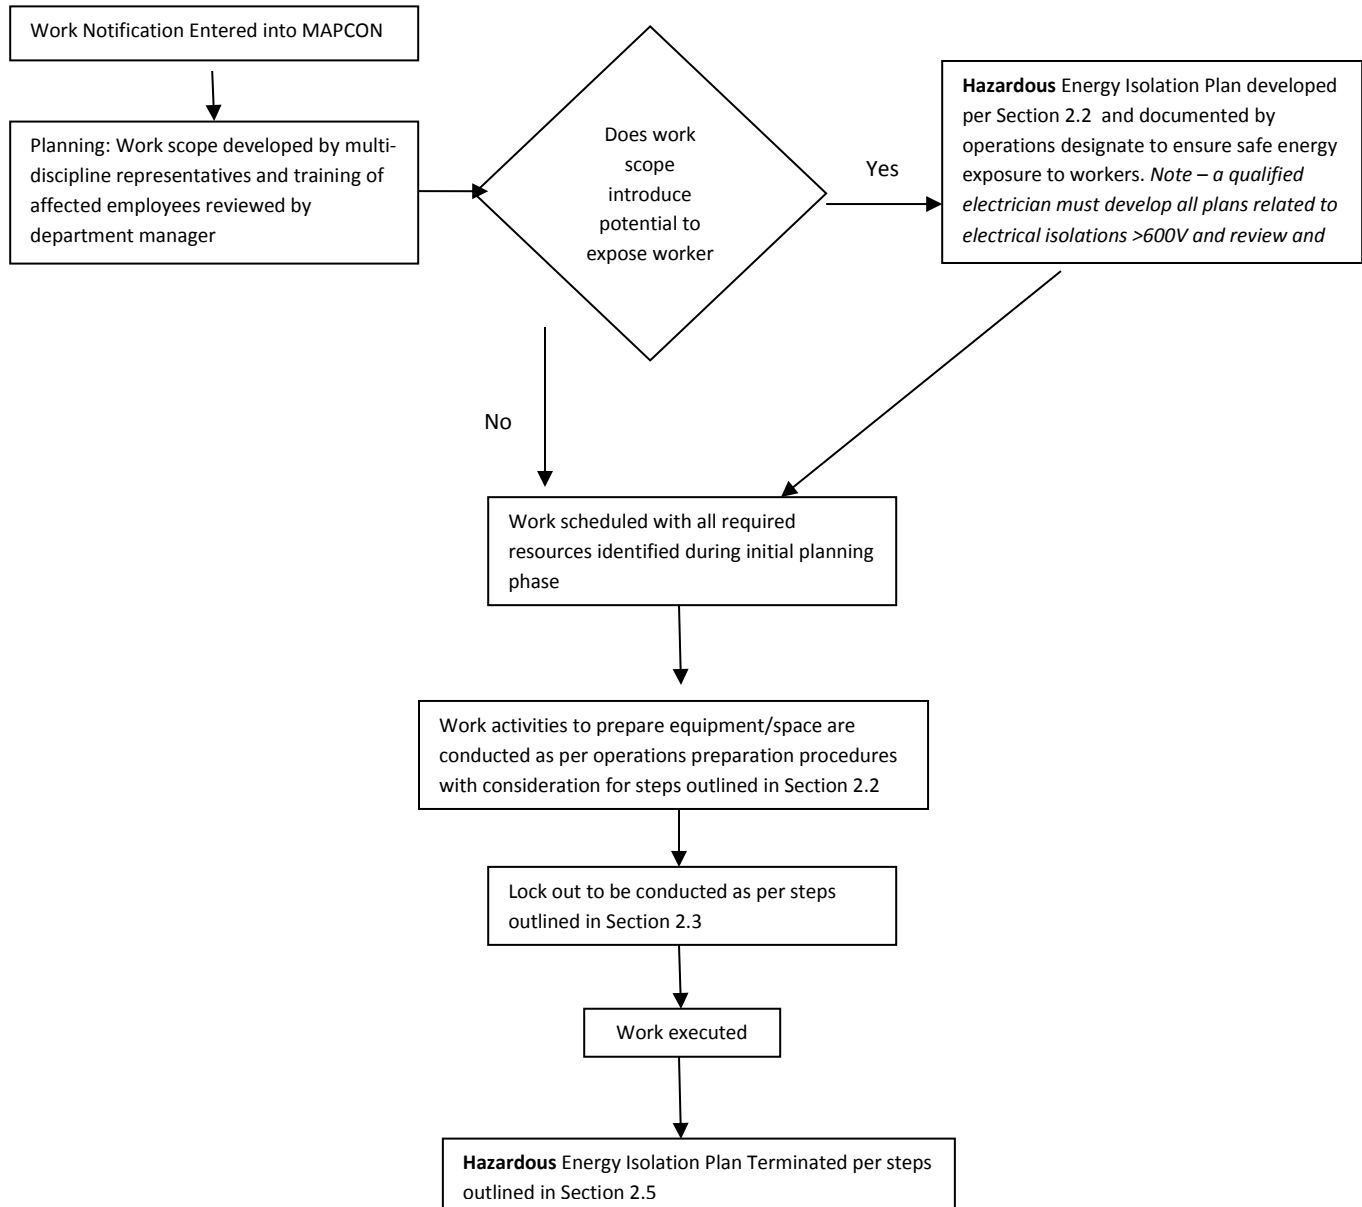 Work Notification Entered into MAPCON
Planning: Work scope developed by multi-
discipline representatives and training of
affected employees reviewed by
department manager
Does work
scope
introduce
potential to
expose worker
Yes
Hazardous Energy Isolation Plan developed
per Section 2.2 and documented by
operations designate to ensure safe energy
exposure to workers. Note – a qualified
electrician must develop all plans related to
electrical isolations >600V and review and
No
Work scheduled with all required
resources identified during initial planning
phase
Work activities to prepare equipment/space are
conducted as per operations preparation procedures
with consideration for steps outlined in Section 2.2
Lock out to be conducted as per steps
outlined in Section 2.3
Work executed
Hazardous Energy Isolation Plan Terminated per steps
outlined in Section 2.5